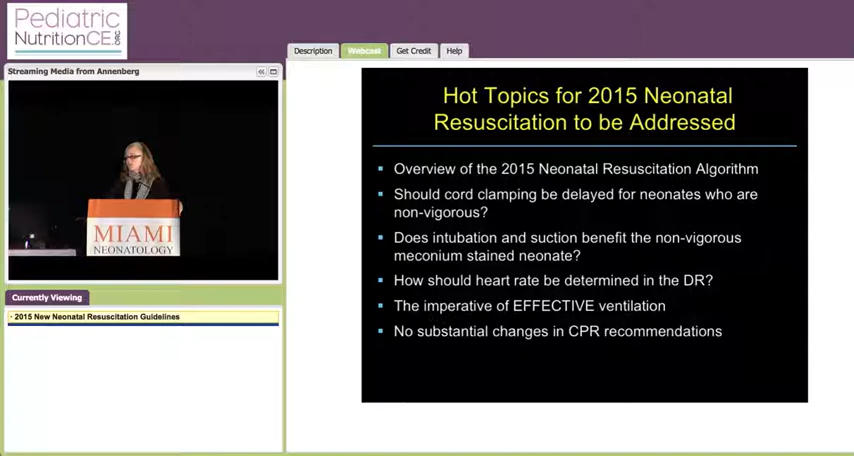 Pediatric
NutritionCE.ORG
Description
Webcast
Get Credit
Help
Streaming Media from Annenberg
MIAMI
NEONATOLOGY
Currently Viewing
· 2015 New Neonatal Resuscitation Guidelines
Hot Topics for 2015 Neonatal
Resuscitation to be Addressed
▪ Overview of the 2015 Neonatal Resuscitation Algorithm
▪ Should cord clamping be delayed for neonates who are
non-vigorous?
▪ Does intubation and suction benefit the non-vigorous
meconium stained neonate?
▪ How should heart rate be determined in the DR?
▪ The imperative of EFFECTIVE ventilation
▪ No substantial changes in CPR recommendations